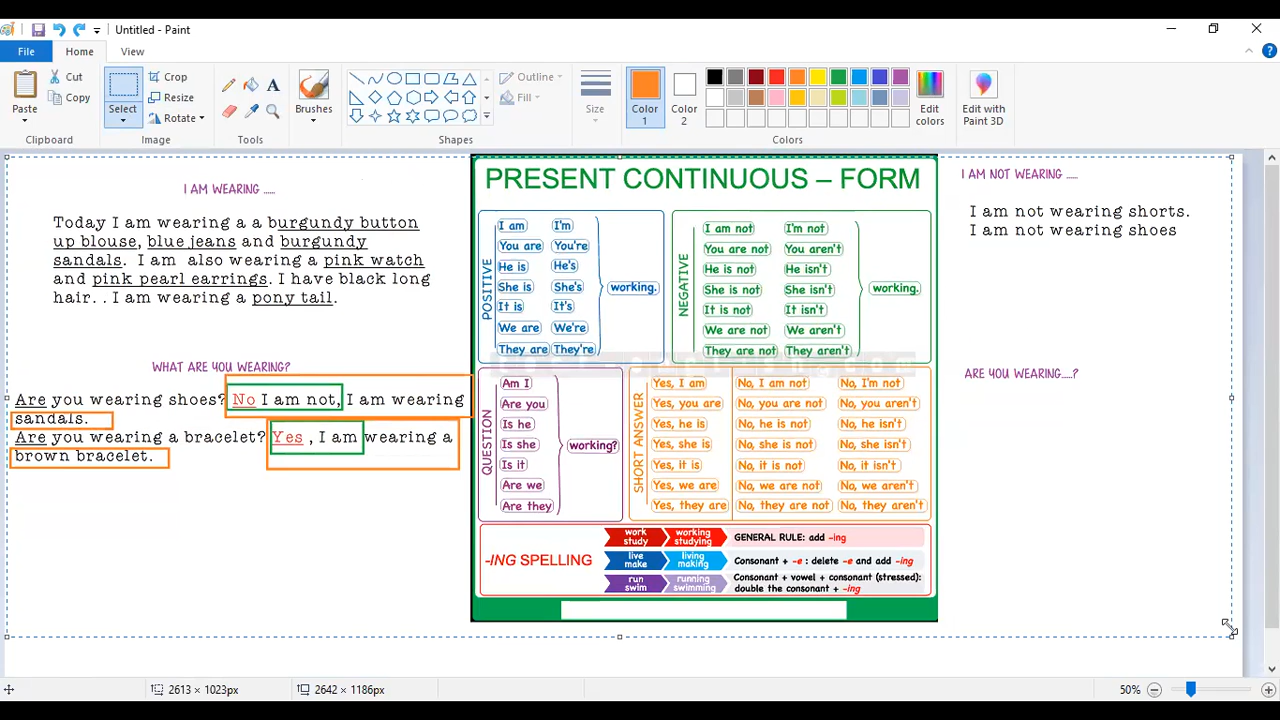 Untitled - Paint
File
Home
View
Paste
Cut
Copy
Clipboard
Select
Crop
Resize
Rotate
Image
Tools
Brushes
Outline
Fill
Shapes
Size
Color 1
Color 2
Edit colors
Edit with Paint 3D
Colors
I AM WEARING ......
Today I am wearing a a burgundy button
up blouse, blue jeans and burgundy
sandals. I am also wearing a pink watch
and pink pearl earrings. I have black long
hair. . I am wearing a pony tail.
WHAT ARE YOU WEARING?
Are you wearing shoes? No I am not, I am wearing
sandals.
Are you wearing a bracelet? Yes , I am wearing a
brown bracelet.
PRESENT CONTINUOUS – FORM
POSITIVE
I am I'm
You are You're
He is He's
She is She's
It is It's
We are We're
They are They're
working.
NEGATIVE
I am not I'm not
You are not You aren't
He is not He isn't
She is not She isn't
It is not It isn't
We are not We aren't
They are not They aren't
working.
QUESTION
Am I
Are you
Is he
Is she
Is it
Are we
Are they
working?
SHORT ANSWER
Yes, I am No, I am not No, I'm not
Yes, you are No, you are not No, you aren't
Yes, he is No, he is not No, he isn't
Yes, she is No, she is not No, she isn't
Yes, it is No, it is not No, it isn't
Yes, we are No, we are not No, we aren't
Yes, they are No, they are not No, they aren't
-ING SPELLING
work study working studying GENERAL RULE: add -ing
live make living making Consonant + -e : delete -e and add -ing
run swim running swimming Consonant + vowel + consonant (stressed):
double the consonant + -ing
I AM NOT WEARING ......
I am not wearing shorts.
I am not wearing shoes
ARE YOU WEARING.....?
2613 × 1023px
2642 × 1186px
50%